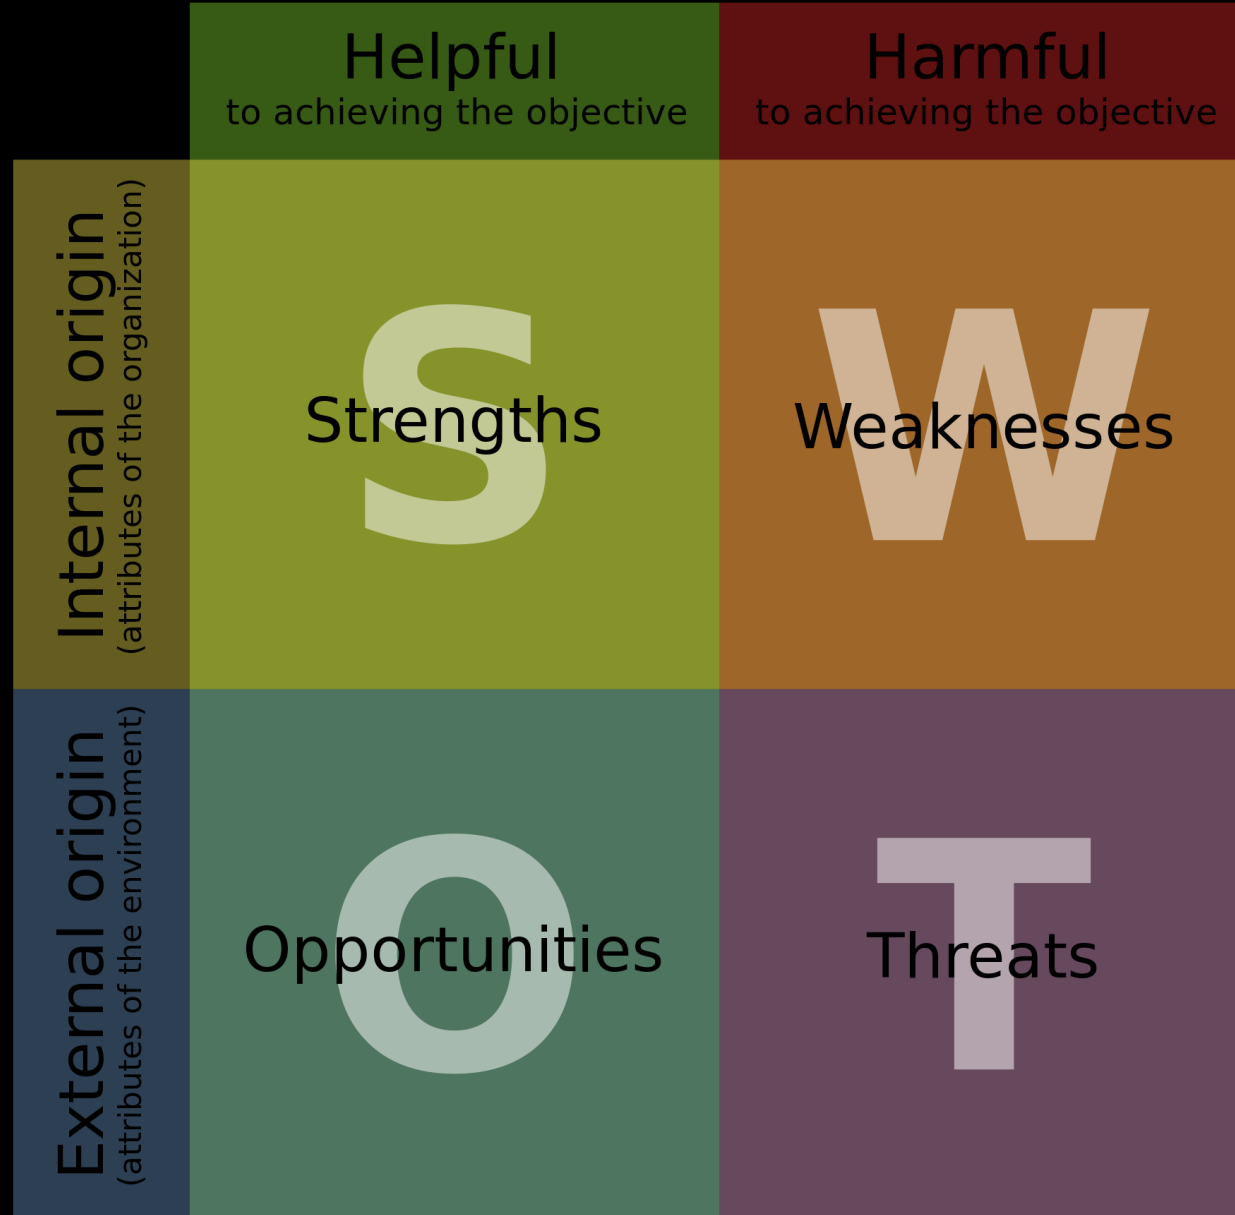 Helpful
to achieving the objective
Harmful
to achieving the objective
Internal origin
(attributes of the organization)
S
Strengths
W
Weaknesses
External origin
(attributes of the environment)
O
Opportunities
T
Threats